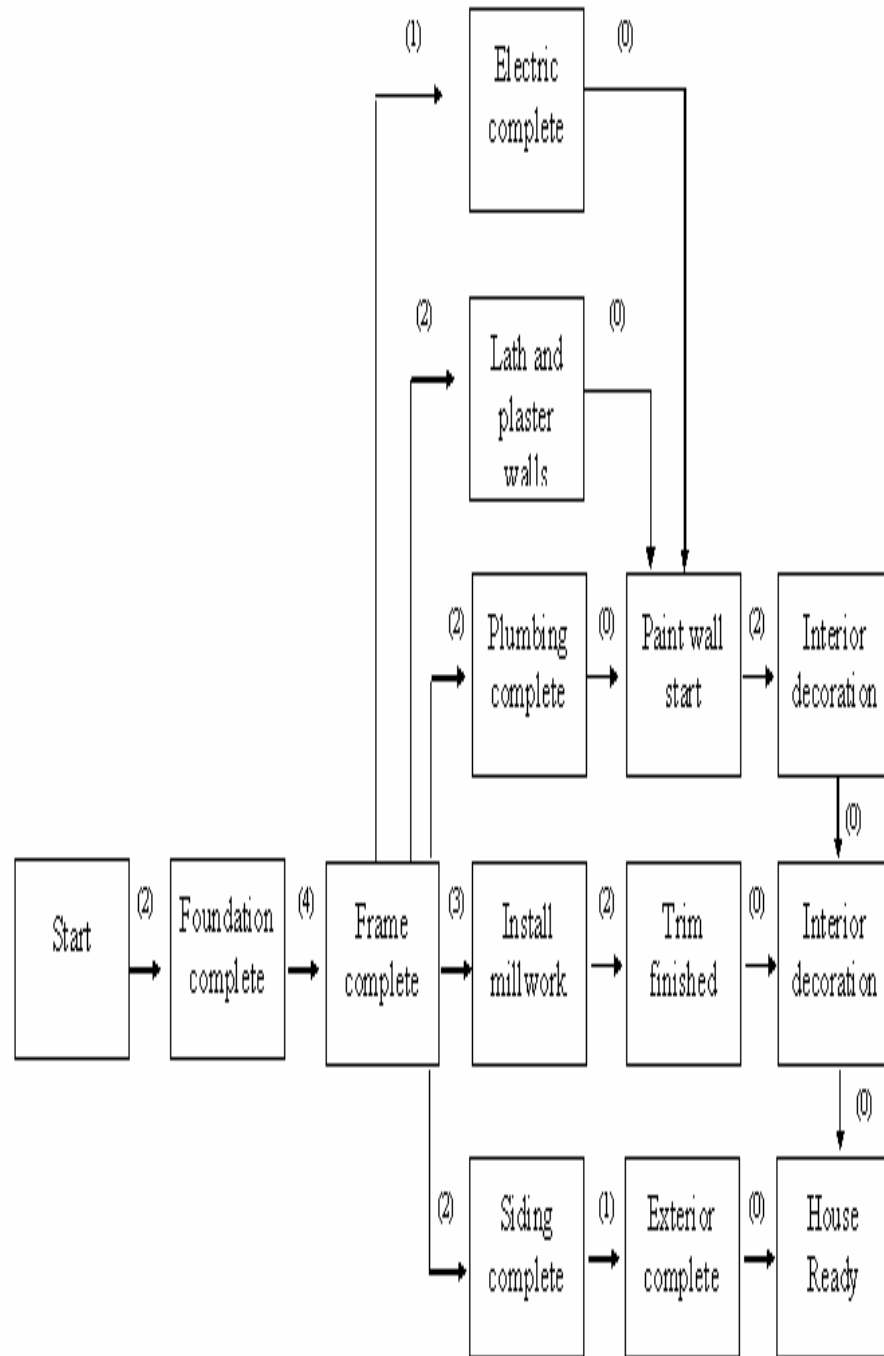 (1)
Electric
complete
(0)
(2)
Lath and
plaster
walls
(0)
(2)
Plumbing
complete
(0)
Paint wall
start
(2)
Interior
decoration
(0)
Start
(2)
Foundation
complete
(4)
Frame
complete
(3)
Install
millwork
(2)
Trim
finished
(0)
Interior
decoration
(0)
(2)
Siding
complete
(1)
Exterior
complete
(0)
House
Ready